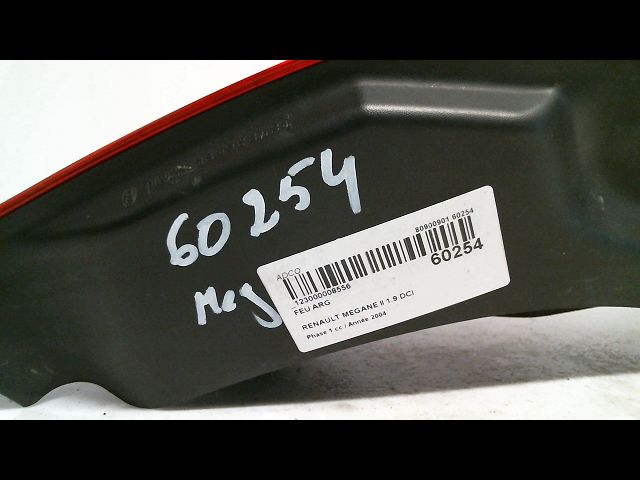 60254
Meg
ADCO
80900901 60254
123000008556
60254
FEU ARG
RENAULT MEGANE II 1.9 DCI
Phase 1 cc / Année 2004